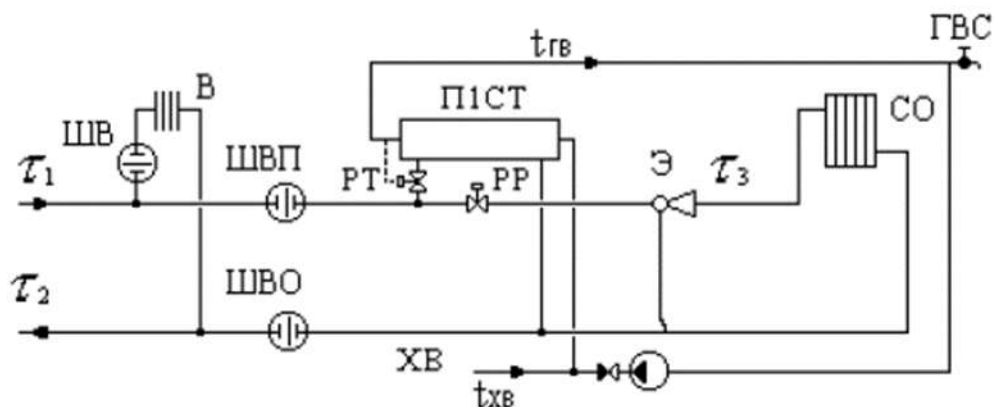 ГВС
tгв
В
П1СТ
СО
ШВ
ШВП
РТ
РР
Э
τ3
τ1
ШВО
τ2
ХВ
tхв